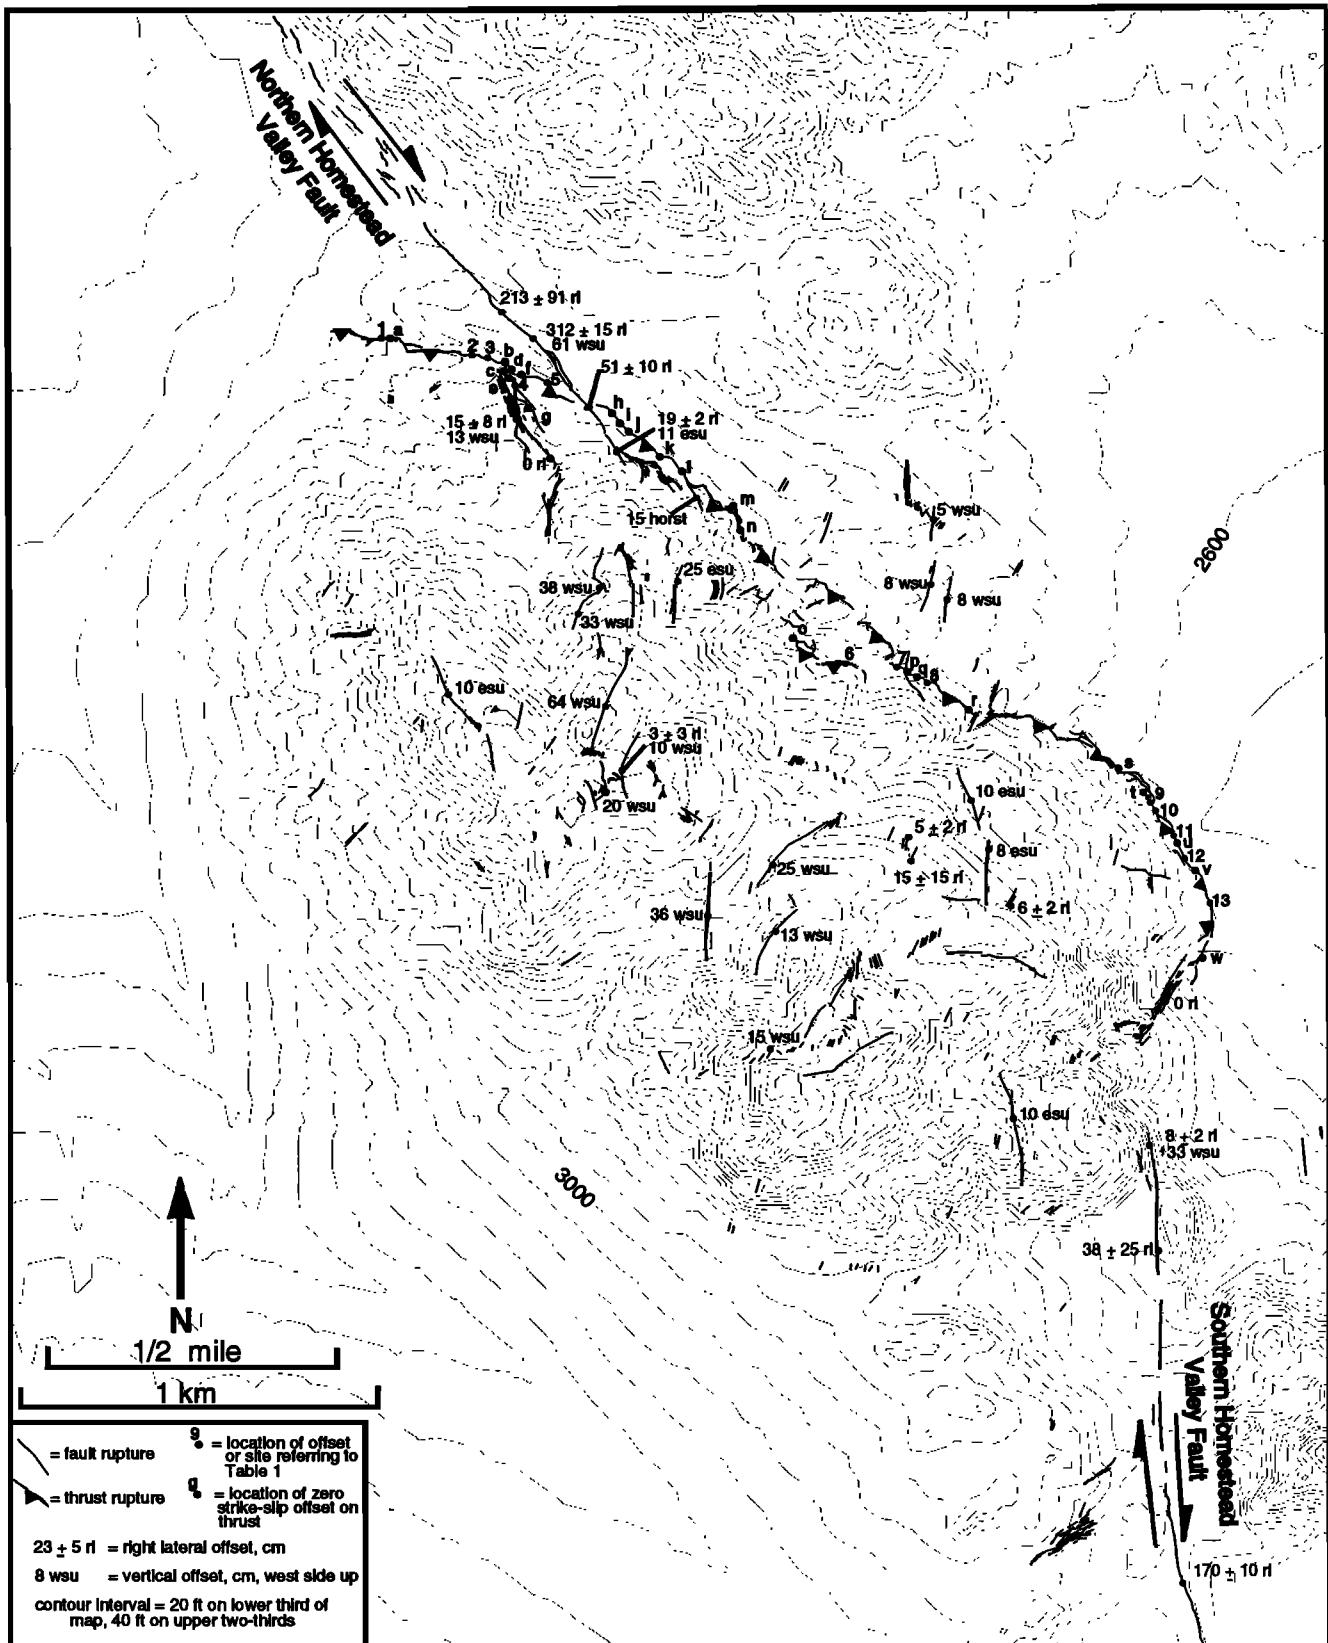 Northern Homestead
Valley Fault
213 ± 91 rl
312 ± 15 rl
61 wsu
51 ± 10 rl
1 a
2 3 b
c d f
e 4 5
g
h
i
j
15 ± 8 rl
13 wsu
0 rl
19 ± 2 rl
11 esu
k
l
15 horst
m
n
5 wsu
2600
38 wsu
33 wsu
25 esu
8 wsu
8 wsu
o
6
7 p q 8
r
10 esu
64 wsu
3 ± 3 rl
10 wsu
20 wsu
s
t 9
10
11
u
12
v
13
w
0 rl
10 esu
5 ± 2 rl
8 esu
15 ± 15 rl
6 ± 2 rl
25 wsu
36 wsu
13 wsu
15 wsu
10 esu
8 ± 2 rl
33 wsu
3000
38 ± 25 rl
Southern Homestead
Valley Fault
170 ± 10 rl
N
1/2 mile
1 km
= fault rupture
9 = location of offset
or site referring to
Table 1
= thrust rupture
q = location of zero
strike-slip offset on
thrust
23 ± 5 rl = right lateral offset, cm
8 wsu = vertical offset, cm, west side up
contour interval = 20 ft on lower third of
map, 40 ft on upper two-thirds